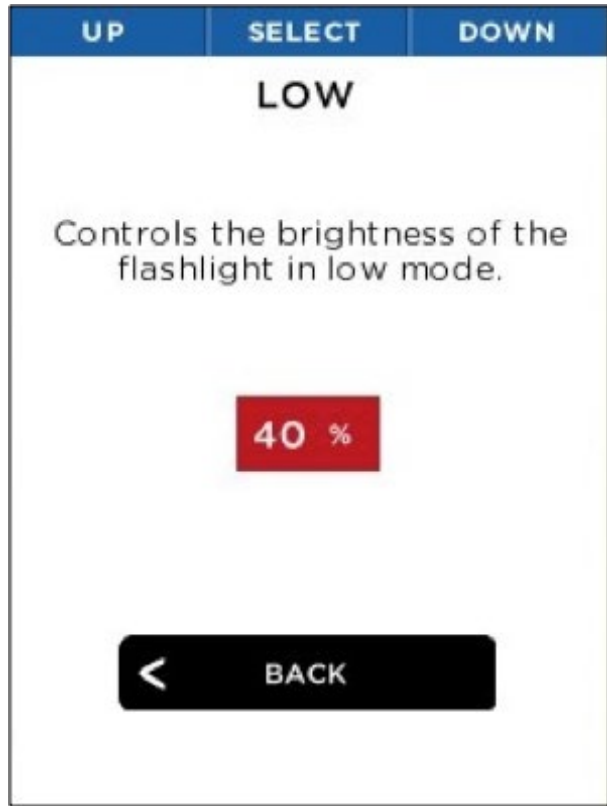 UP SELECT DOWN
LOW
Controls the brightness of the
flashlight in low mode.
40 %
< BACK